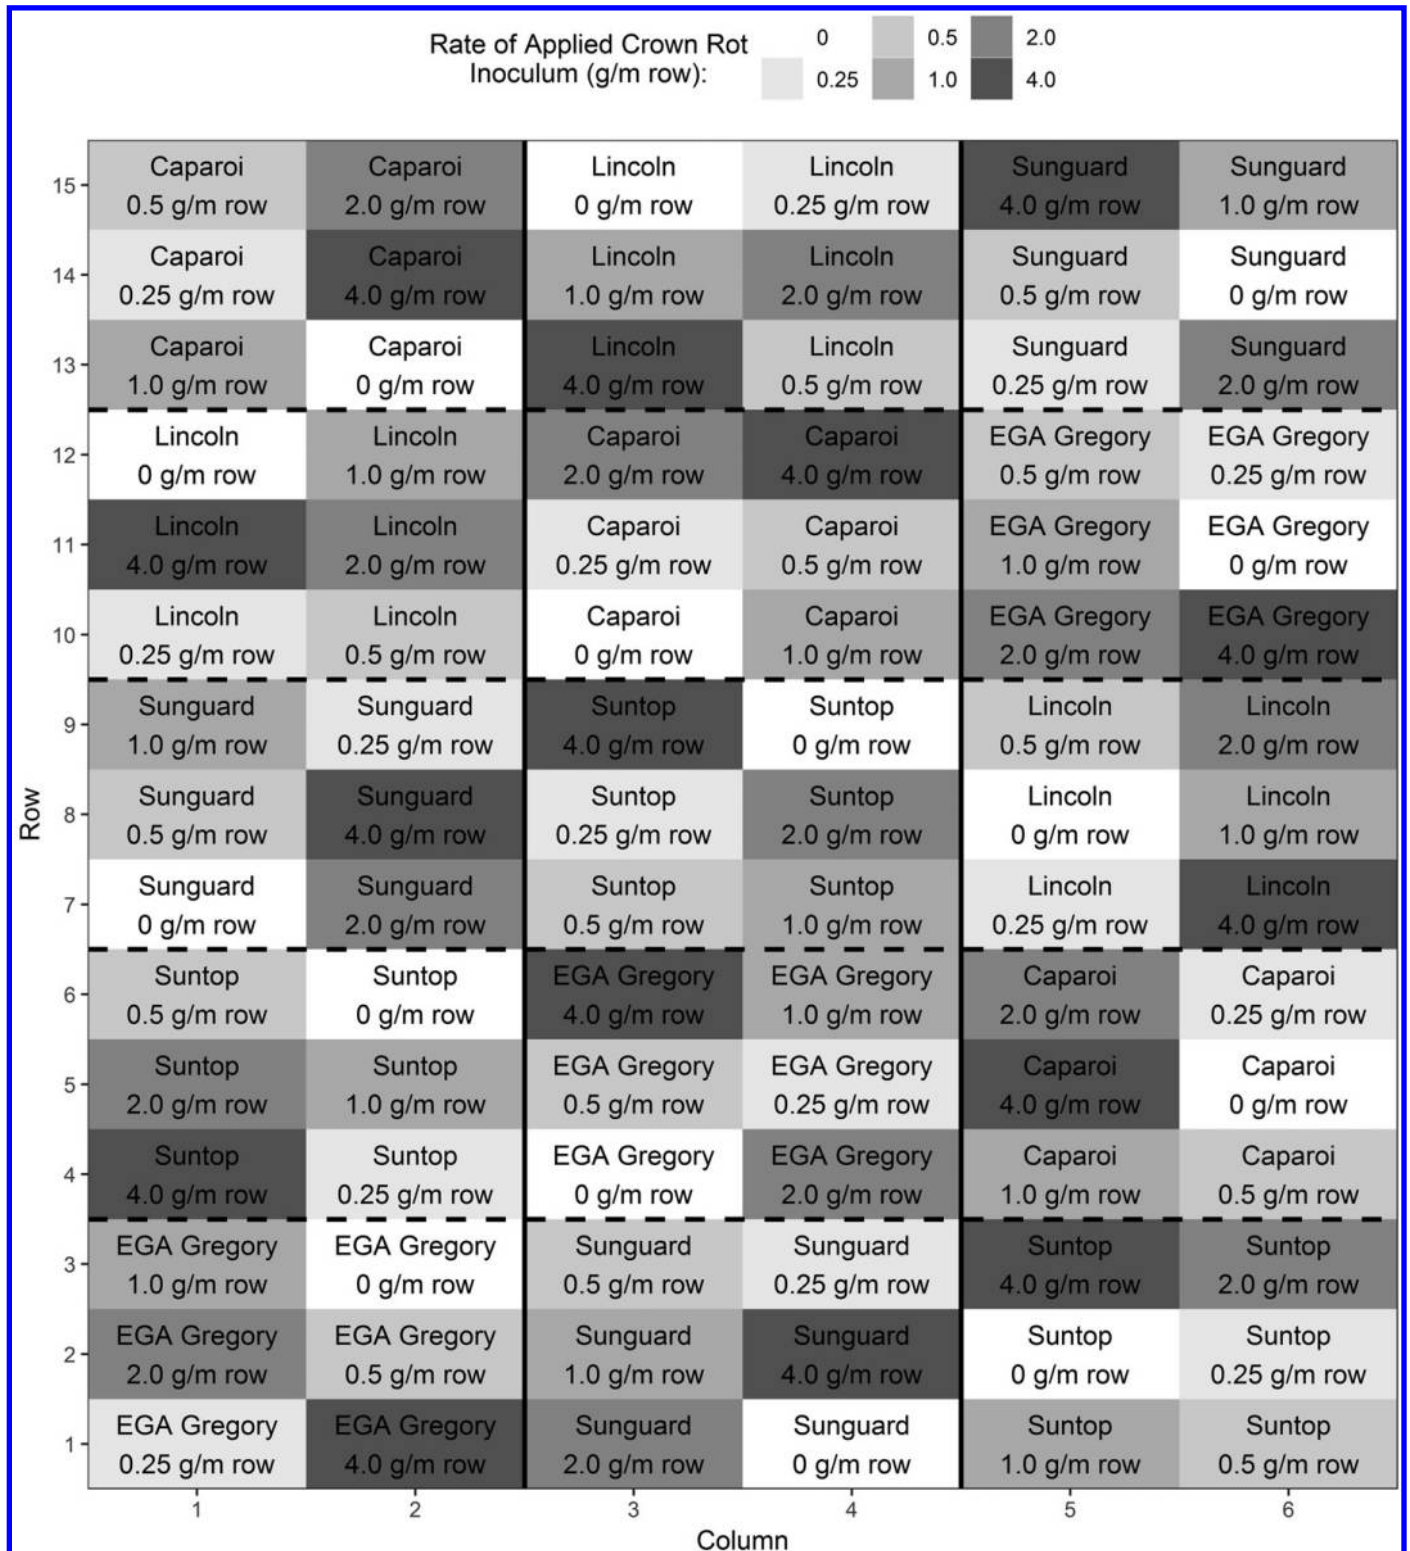 Rate of Applied Crown Rot
Inoculum (g/m row):
0 0.5 2.0
0.25 1.0 4.0
Caparoi Caparoi Lincoln Lincoln Sunguard Sunguard
15
0.5 g/m row 2.0 g/m row 0 g/m row 0.25 g/m row 4.0 g/m row 1.0 g/m row
Caparoi Caparoi Lincoln Lincoln Sunguard Sunguard
14
0.25 g/m row 4.0 g/m row 1.0 g/m row 2.0 g/m row 0.5 g/m row 0 g/m row
Caparoi Caparoi Lincoln Lincoln Sunguard Sunguard
13
1.0 g/m row 0 g/m row 4.0 g/m row 0.5 g/m row 0.25 g/m row 2.0 g/m row
Lincoln Lincoln Caparoi Caparoi EGA Gregory EGA Gregory
12
0 g/m row 1.0 g/m row 2.0 g/m row 4.0 g/m row 0.5 g/m row 0.25 g/m row
Lincoln Lincoln Caparoi Caparoi EGA Gregory EGA Gregory
11
4.0 g/m row 2.0 g/m row 0.25 g/m row 0.5 g/m row 1.0 g/m row 0 g/m row
Lincoln Lincoln Caparoi Caparoi EGA Gregory EGA Gregory
10
0.25 g/m row 0.5 g/m row 0 g/m row 1.0 g/m row 2.0 g/m row 4.0 g/m row
Sunguard Sunguard Suntop Suntop Lincoln Lincoln
9
1.0 g/m row 0.25 g/m row 4.0 g/m row 0 g/m row 0.5 g/m row 2.0 g/m row
Sunguard Sunguard Suntop Suntop Lincoln Lincoln
8
Row
0.5 g/m row 4.0 g/m row 0.25 g/m row 2.0 g/m row 0 g/m row 1.0 g/m row
Sunguard Sunguard Suntop Suntop Lincoln Lincoln
7
0 g/m row 2.0 g/m row 0.5 g/m row 1.0 g/m row 0.25 g/m row 4.0 g/m row
Suntop Suntop EGA Gregory EGA Gregory Caparoi Caparoi
6
0.5 g/m row 0 g/m row 4.0 g/m row 1.0 g/m row 2.0 g/m row 0.25 g/m row
Suntop Suntop EGA Gregory EGA Gregory Caparoi Caparoi
5
2.0 g/m row 1.0 g/m row 0.5 g/m row 0.25 g/m row 4.0 g/m row 0 g/m row
Suntop Suntop EGA Gregory EGA Gregory Caparoi Caparoi
4
4.0 g/m row 0.25 g/m row 0 g/m row 2.0 g/m row 1.0 g/m row 0.5 g/m row
EGA Gregory EGA Gregory Sunguard Sunguard Suntop Suntop
3
1.0 g/m row 0 g/m row 0.5 g/m row 0.25 g/m row 4.0 g/m row 2.0 g/m row
EGA Gregory EGA Gregory Sunguard Sunguard Suntop Suntop
2
2.0 g/m row 0.5 g/m row 1.0 g/m row 4.0 g/m row 0 g/m row 0.25 g/m row
EGA Gregory EGA Gregory Sunguard Sunguard Suntop Suntop
1
0.25 g/m row 4.0 g/m row 2.0 g/m row 0 g/m row 1.0 g/m row 0.5 g/m row
1 2 3 4 5 6
Column